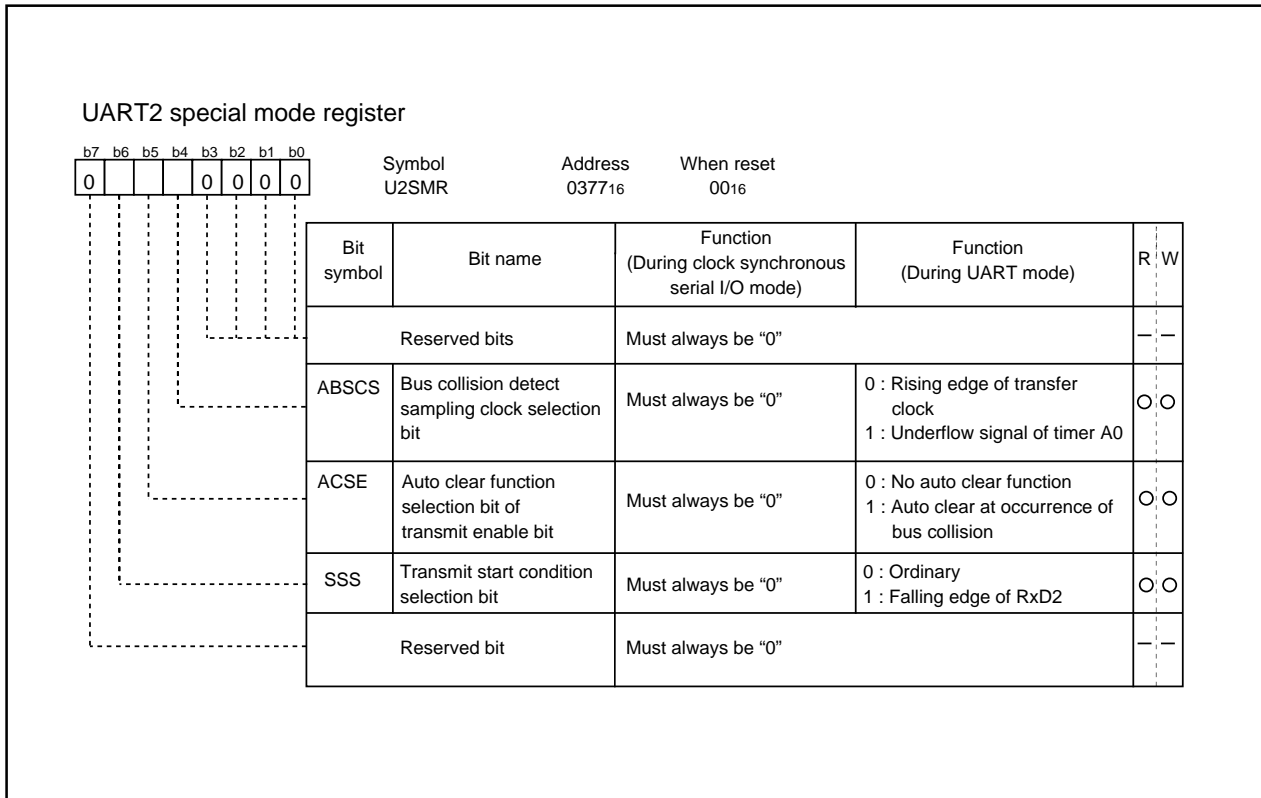 UART2 special mode register
b7 b6 b5 b4 b3 b2 b1 b0
0 0 0 0 0
Symbol Address When reset
U2SMR 037716 0016
Bit symbol
Bit name
Function
(During clock synchronous
serial I/O mode)
Function
(During UART mode)
R W
Reserved bits
Must always be “0”
– –
ABSCS
Bus collision detect
sampling clock selection
bit
Must always be “0”
0 : Rising edge of transfer
clock
1 : Underflow signal of timer A0
ACSE
Auto clear function
selection bit of
transmit enable bit
Must always be “0”
0 : No auto clear function
1 : Auto clear at occurrence of
bus collision
SSS
Transmit start condition
selection bit
Must always be “0”
0 : Ordinary
1 : Falling edge of RxD2
Reserved bit
Must always be “0”
– –